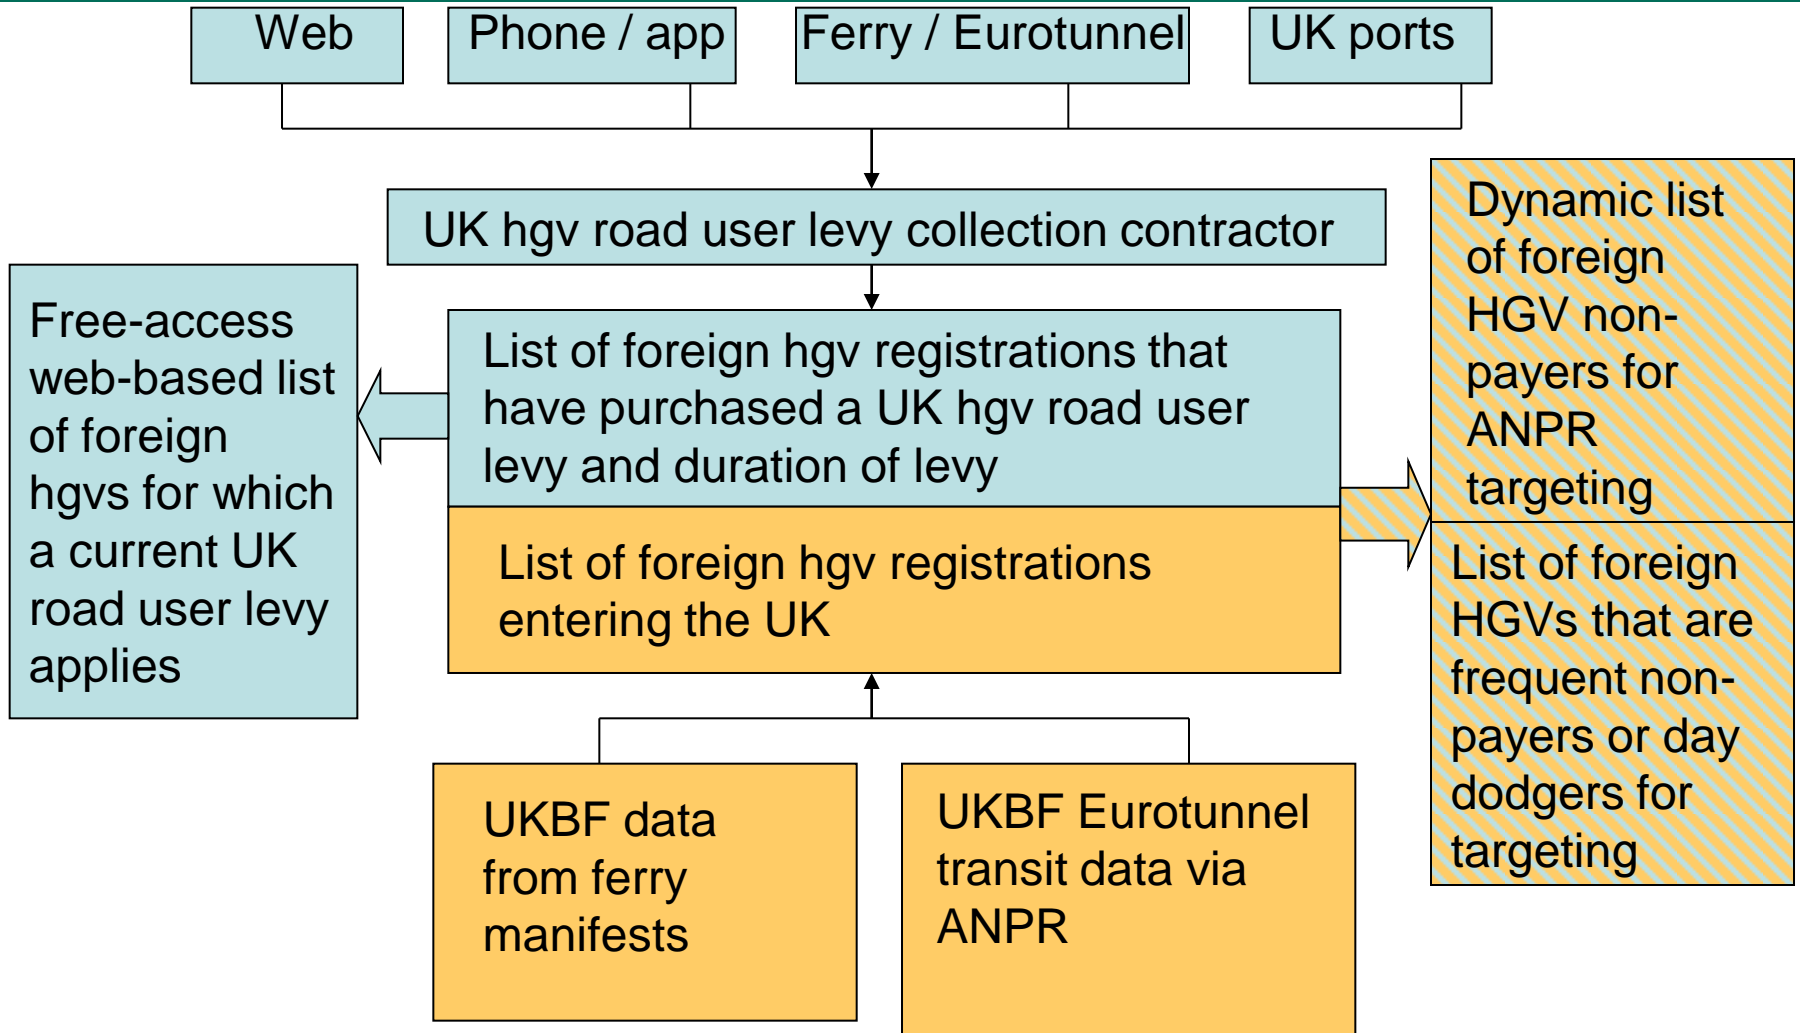 Web
Phone / app
Ferry / Eurotunnel
UK ports
UK hgv road user levy collection contractor
Free-access
web-based list
of foreign
hgvs for which
a current UK
road user levy
applies
List of foreign hgv registrations that
have purchased a UK hgv road user
levy and duration of levy
List of foreign hgv registrations
entering the UK
Dynamic list
of foreign
HGV non-
payers for
ANPR
targeting
List of foreign
HGVs that are
frequent non-
payers or day
dodgers for
targeting
UKBF data
from ferry
manifests
UKBF Eurotunnel
transit data via
ANPR